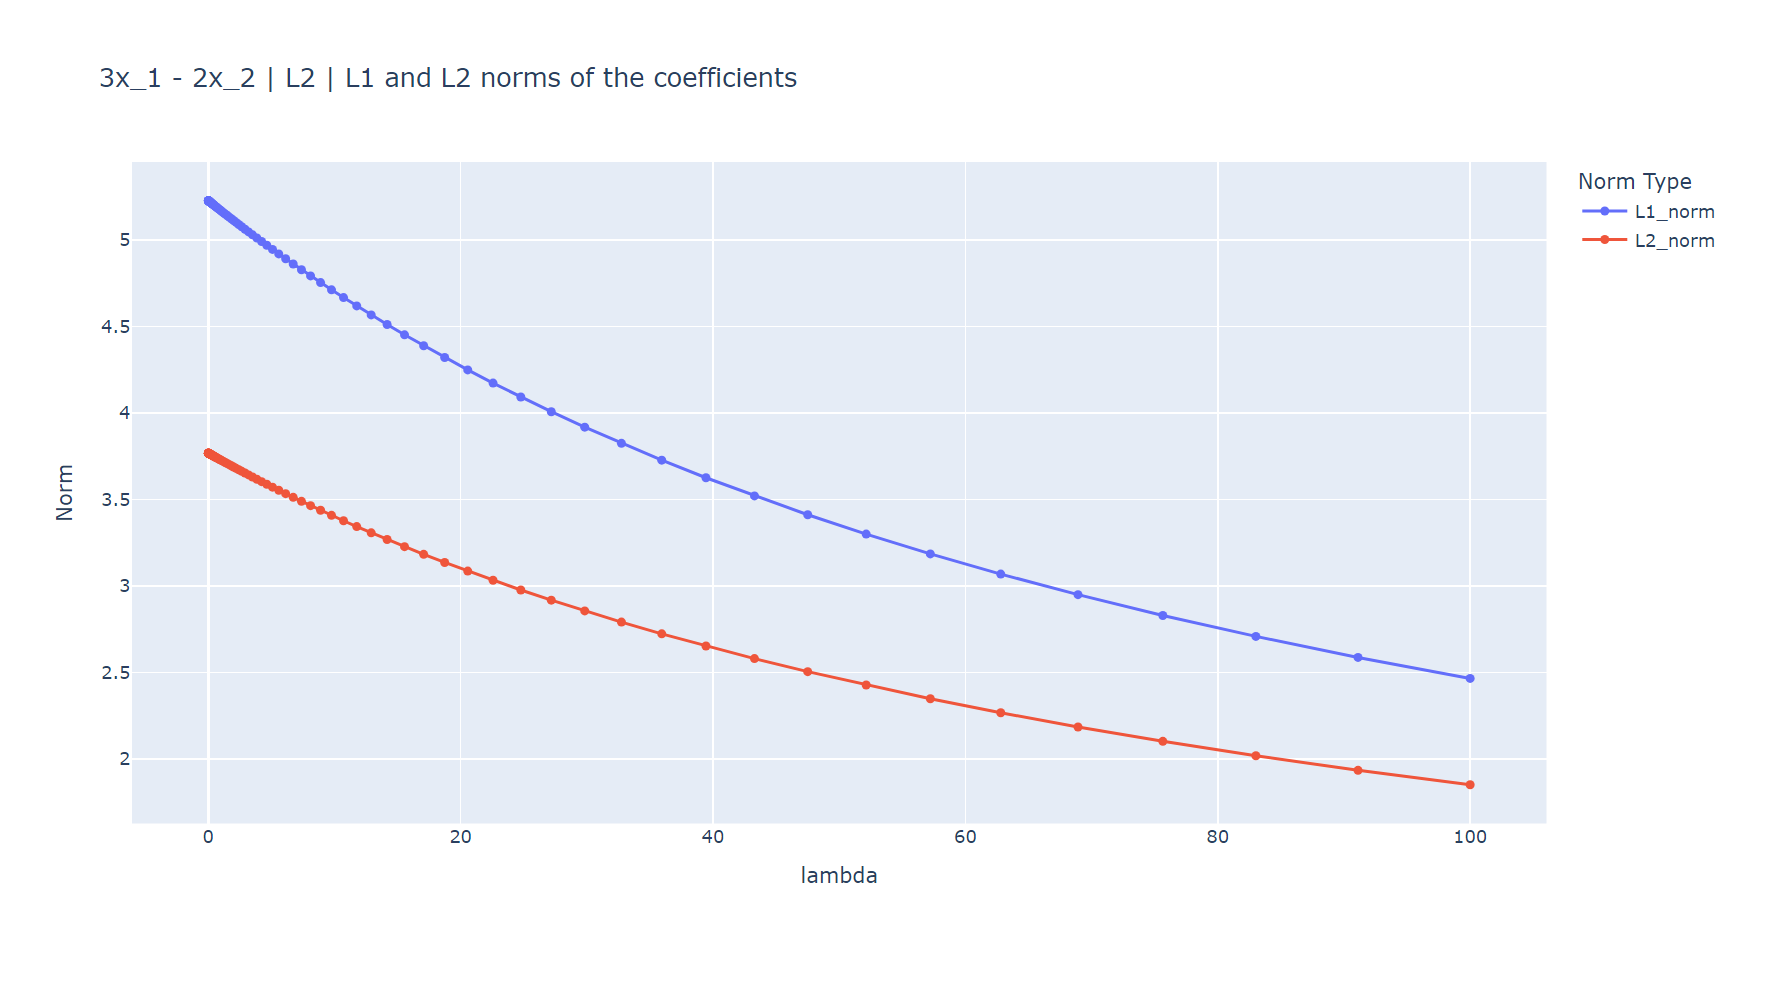 3x_1 - 2x_2 | L2 | L1 and L2 norms of the coefficients
Norm Type
L1_norm
L2_norm
5
4.5
4
3.5
3
2.5
2
Norm
0
20
40
60
80
100
lambda